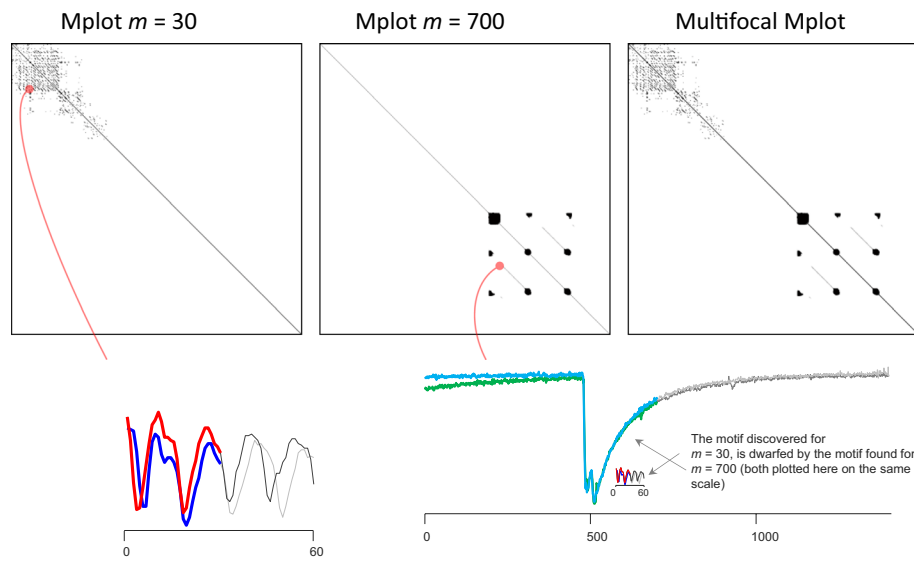 Mplot m = 30
Mplot m = 700
Multifocal Mplot
The motif discovered for
m = 30, is dwarfed by the motif found for
m = 700 (both plotted here on the same
scale)
0 60
0 60
0 500 1000